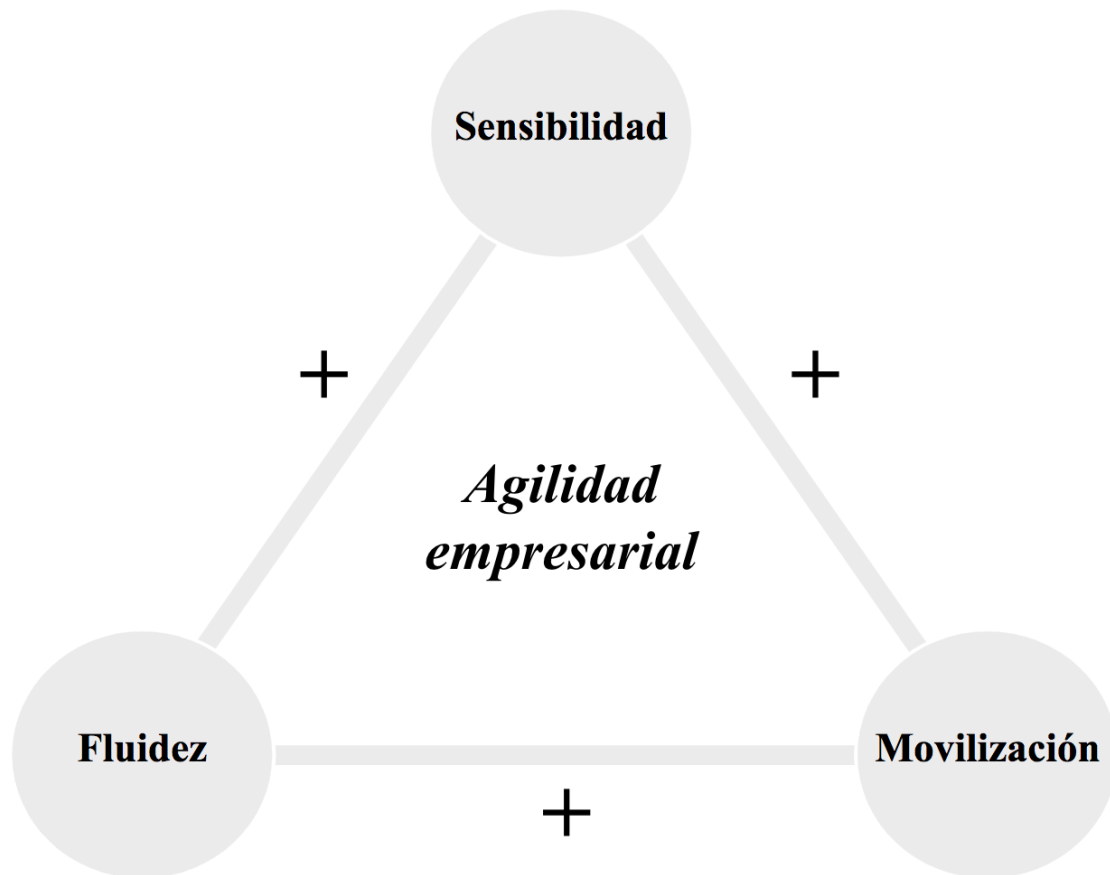 Sensibilidad
+ +
Agilidad
empresarial
Fluidez
Movilización
+